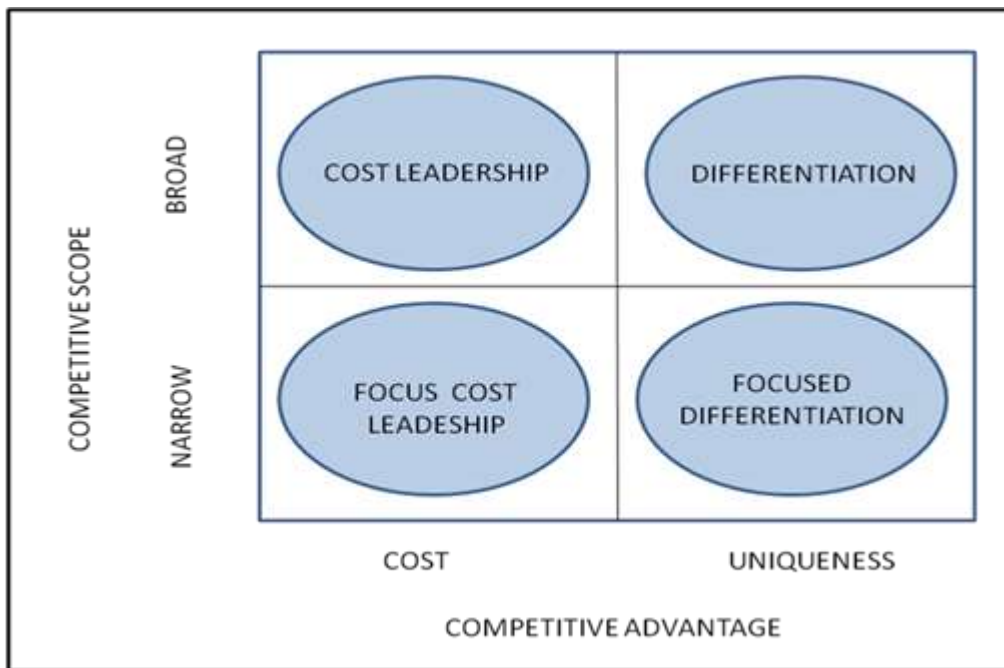 COMPETITIVE SCOPE
BROAD
COST LEADERSHIP
DIFFERENTIATION
NARROW
FOCUS COST
LEADESHIP
FOCUSED
DIFFERENTIATION
COST
UNIQUENESS
COMPETITIVE ADVANTAGE